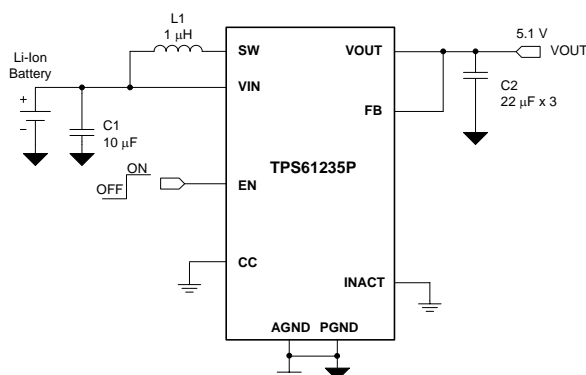 L1
1 µH
Li-Ion
Battery
+
–
C1
10 µF
OFF
ON
SW
VIN
EN
CC
AGND
PGND
TPS61235P
VOUT
FB
INACT
5.1 V
VOUT
C2
22 µF x 3